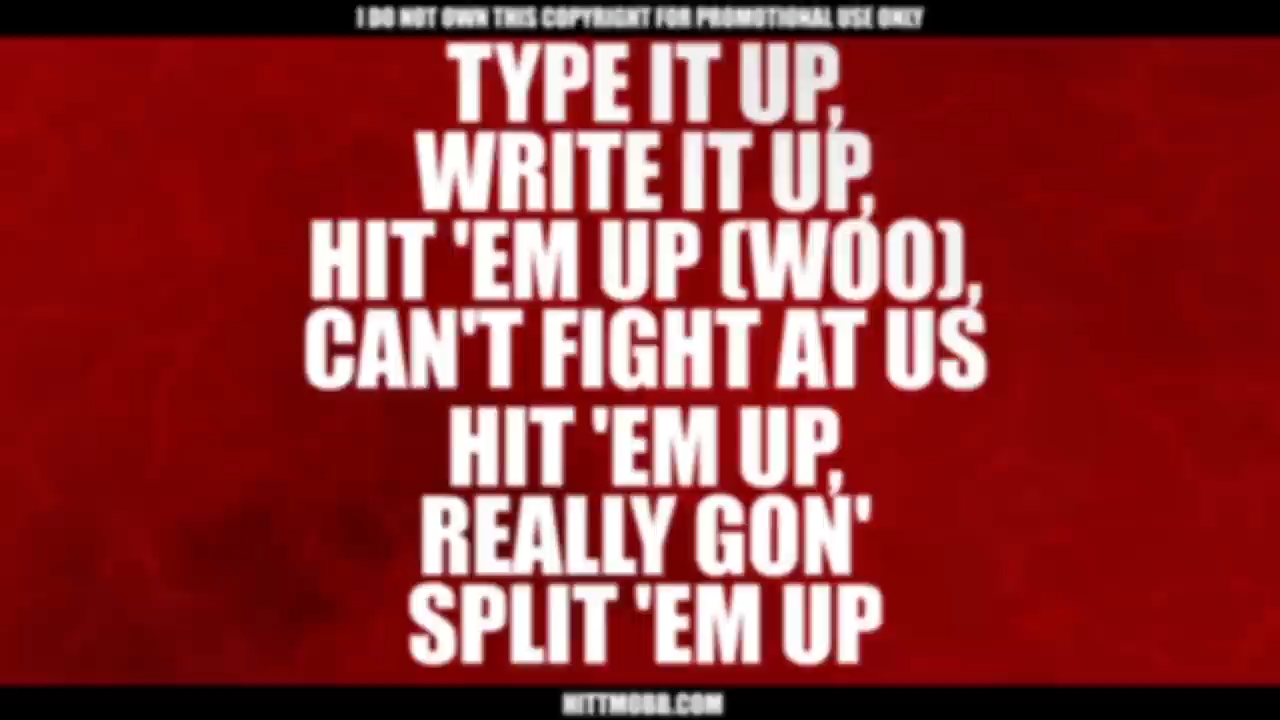 I DO NOT OWN THIS COPYRIGHT FOR PROMOTIONAL USE ONLY
TYPE IT UP,
WRITE IT UP,
HIT 'EM UP (WOO),
CAN'T FIGHT AT US
HIT 'EM UP,
REALLY GON'
SPLIT 'EM UP
HITTMOBB.COM